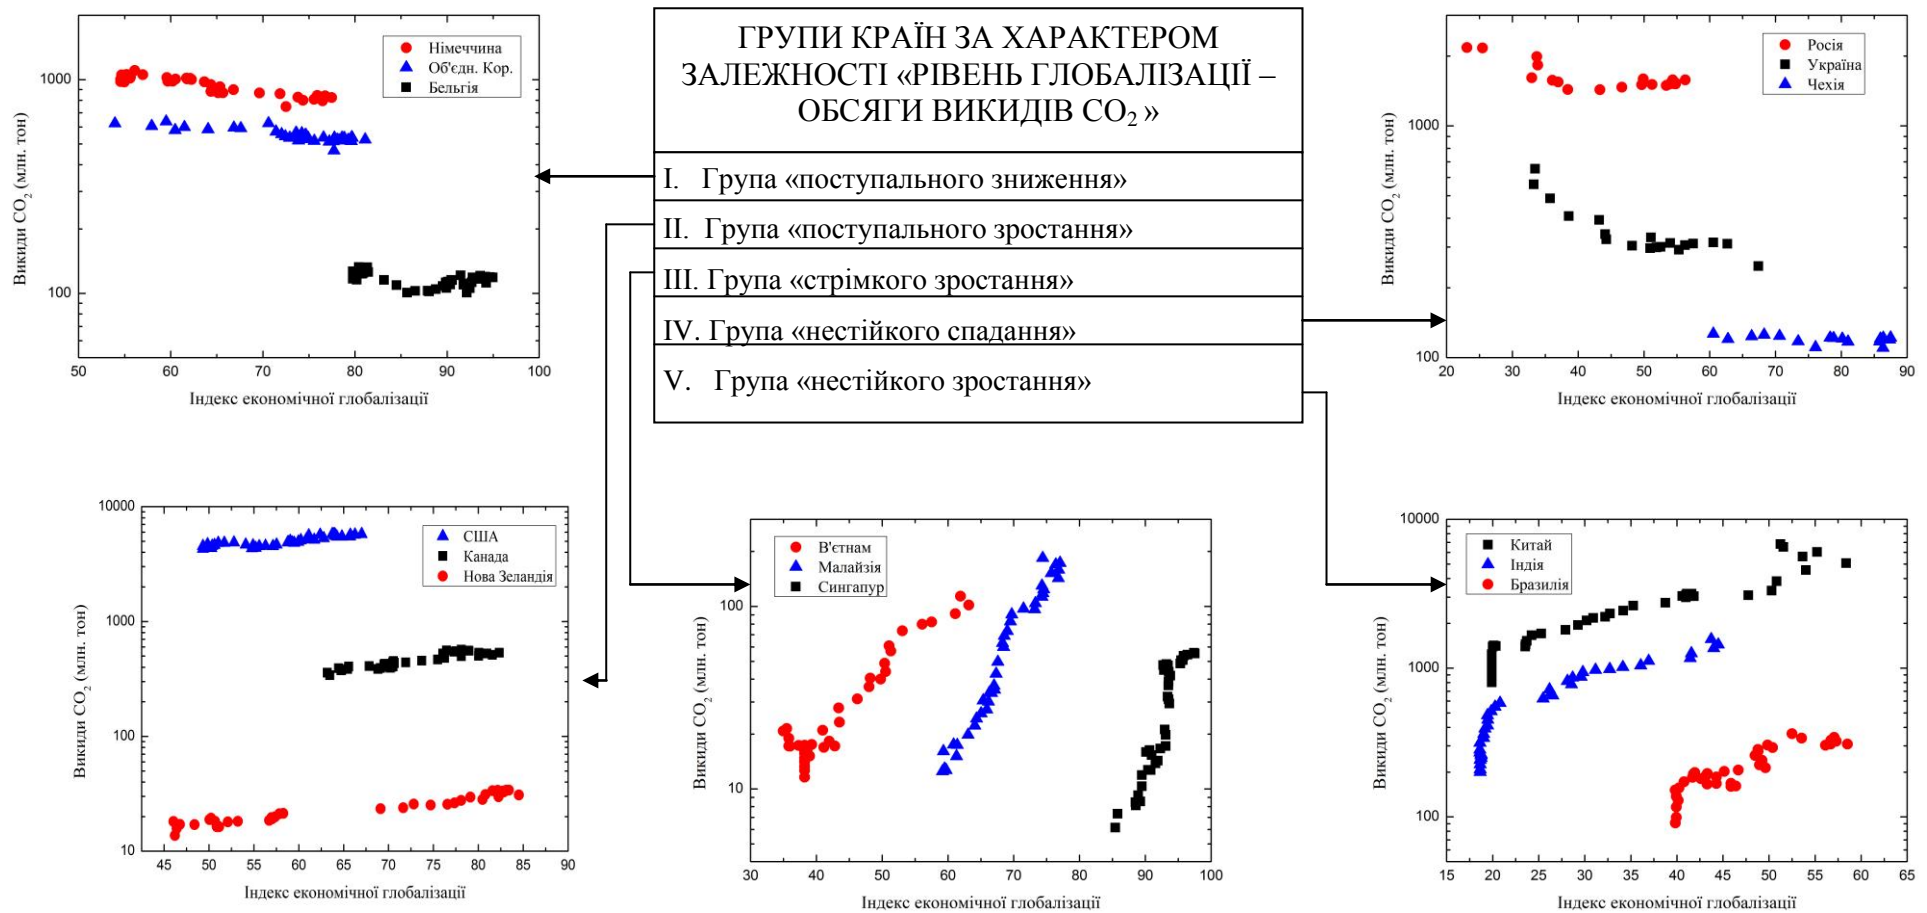 ГРУПИ КРАЇН ЗА ХАРАКТЕРОМ
ЗАЛЕЖНОСТІ «РІВЕНЬ ГЛОБАЛІЗАЦІЇ –
ОБСЯГИ ВИКИДІВ СО₂ »
I. Група «поступального зниження»
II. Група «поступального зростання»
III. Група «стрімкого зростання»
IV. Група «нестійкого спадання»
V. Група «нестійкого зростання»
Німеччина
Об'єдн. Кор.
Бельгія
1000
100
Викиди CO₂ (млн. тон)
50 60 70 80 90 100
Індекс економічної глобалізації
Росія
Україна
Чехія
1000
100
Викиди CO₂ (млн. тон)
20 30 40 50 60 70 80 90
Індекс економічної глобалізації
США
Канада
Нова Зеландія
10000
1000
100
10
Викиди CO₂ (млн. тон)
45 50 55 60 65 70 75 80 85 90
Індекс економічної глобалізації
В'єтнам
Малайзія
Сингапур
100
10
Викиди CO₂ (млн. тон)
30 40 50 60 70 80 90 100
Індекс економічної глобалізації
Китай
Індія
Бразилія
10000
1000
100
Викиди CO₂ (млн. тон)
15 20 25 30 35 40 45 50 55 60 65
Індекс економічної глобалізації